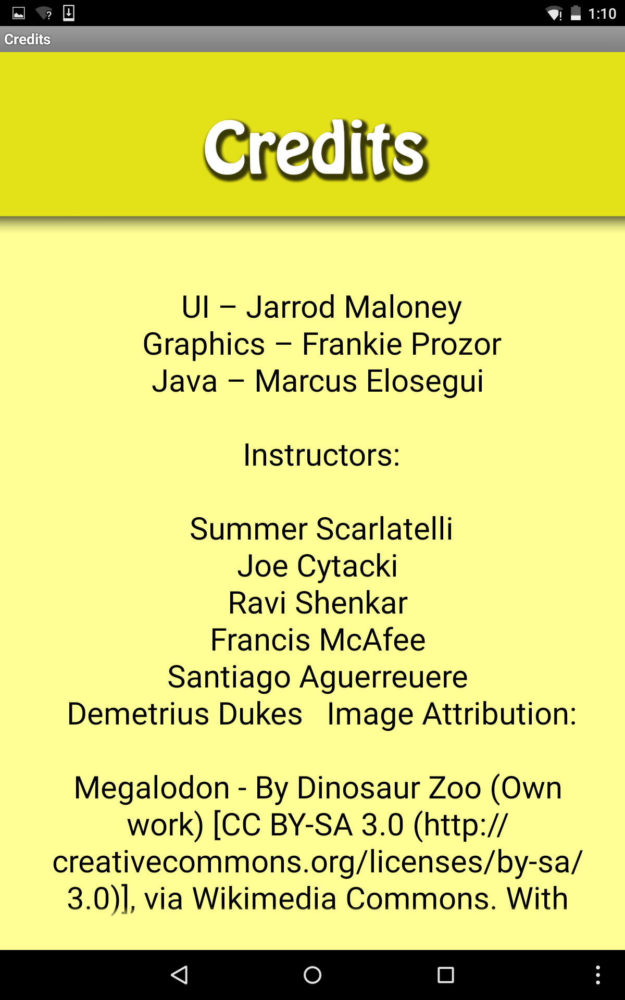 1:10
Credits
Credits
UI – Jarrod Maloney
Graphics – Frankie Prozor
Java – Marcus Elosegui
Instructors:
Summer Scarlatelli
Joe Cytacki
Ravi Shenkar
Francis McAfee
Santiago Aguerreuere
Demetrius Dukes   Image Attribution:
Megalodon - By Dinosaur Zoo (Own
work) [CC BY-SA 3.0 (http://
creativecommons.org/licenses/by-sa/
3.0)], via Wikimedia Commons. With